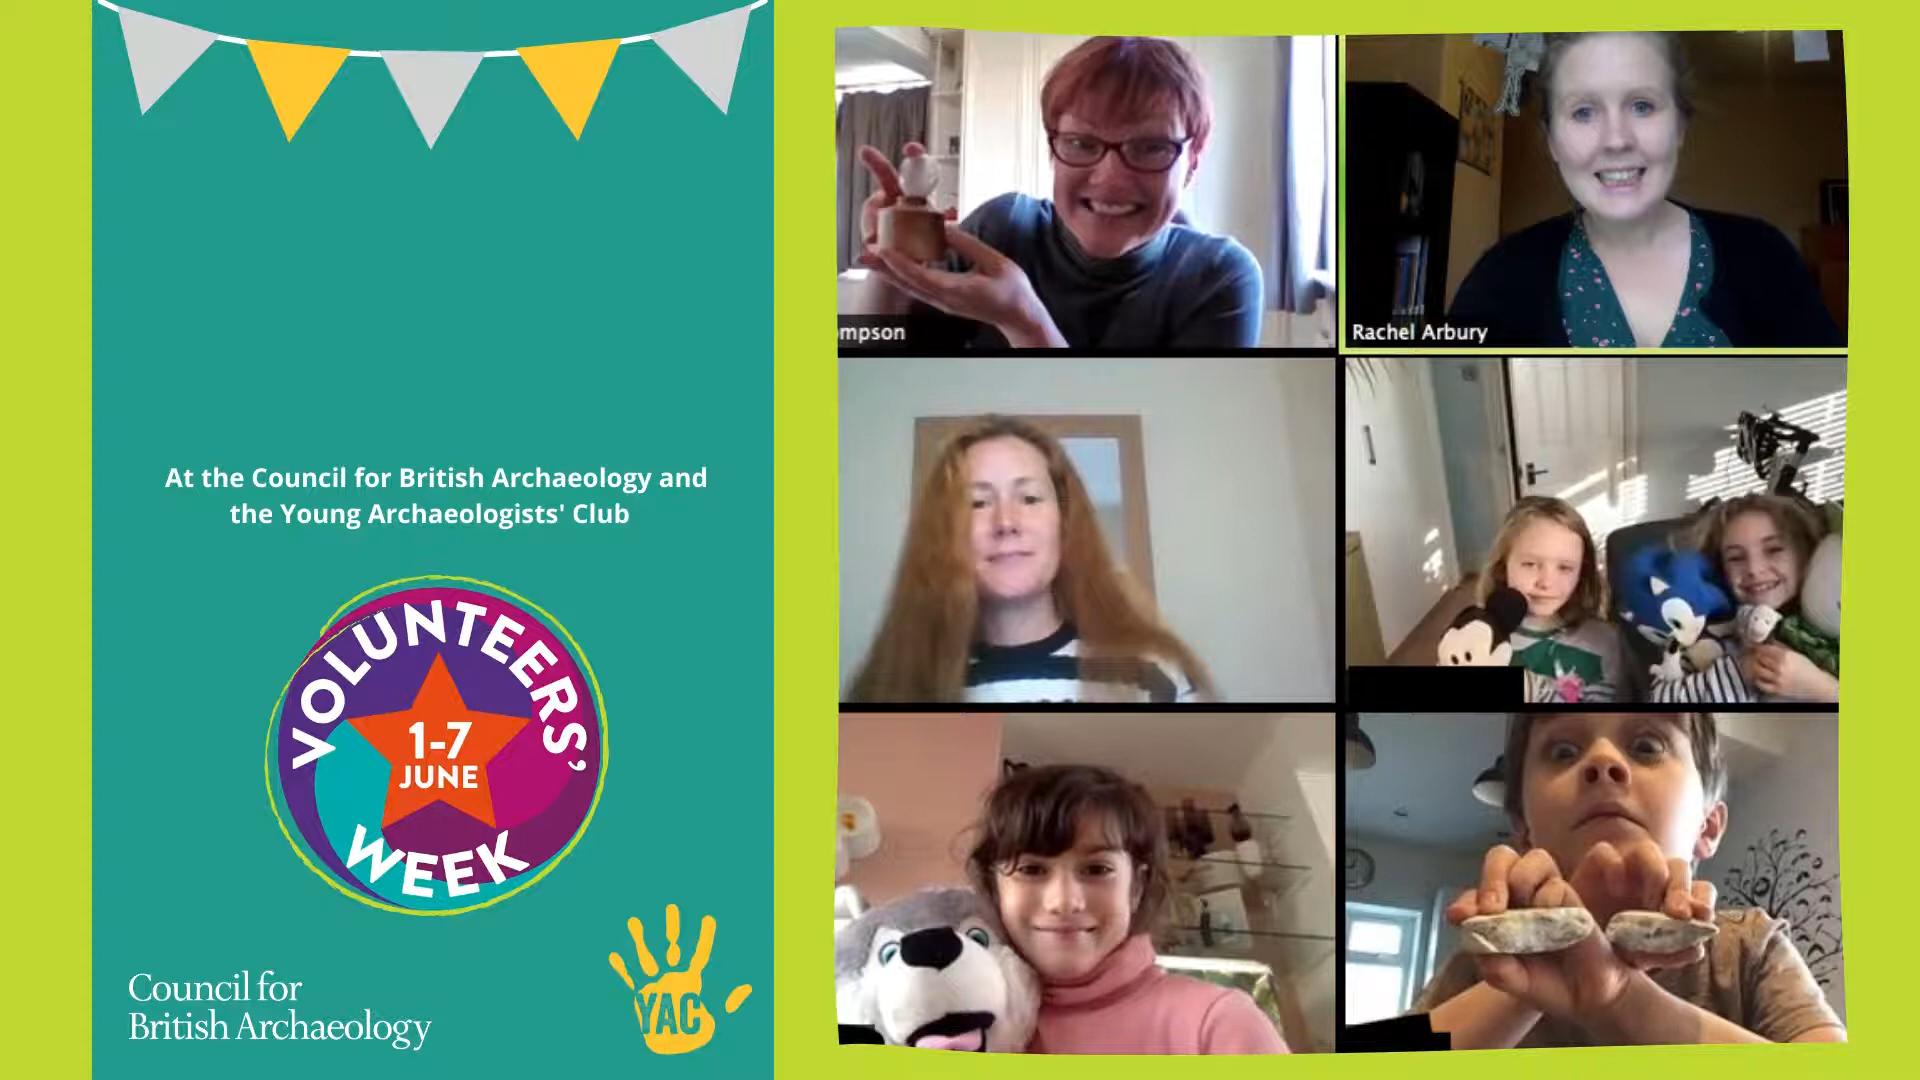 At the Council for British Archaeology and
the Young Archaeologists' Club
VOLUNTEERS'
1-7
JUNE
WEEK
Council for
British Archaeology
YAC
ompson
Rachel Arbury